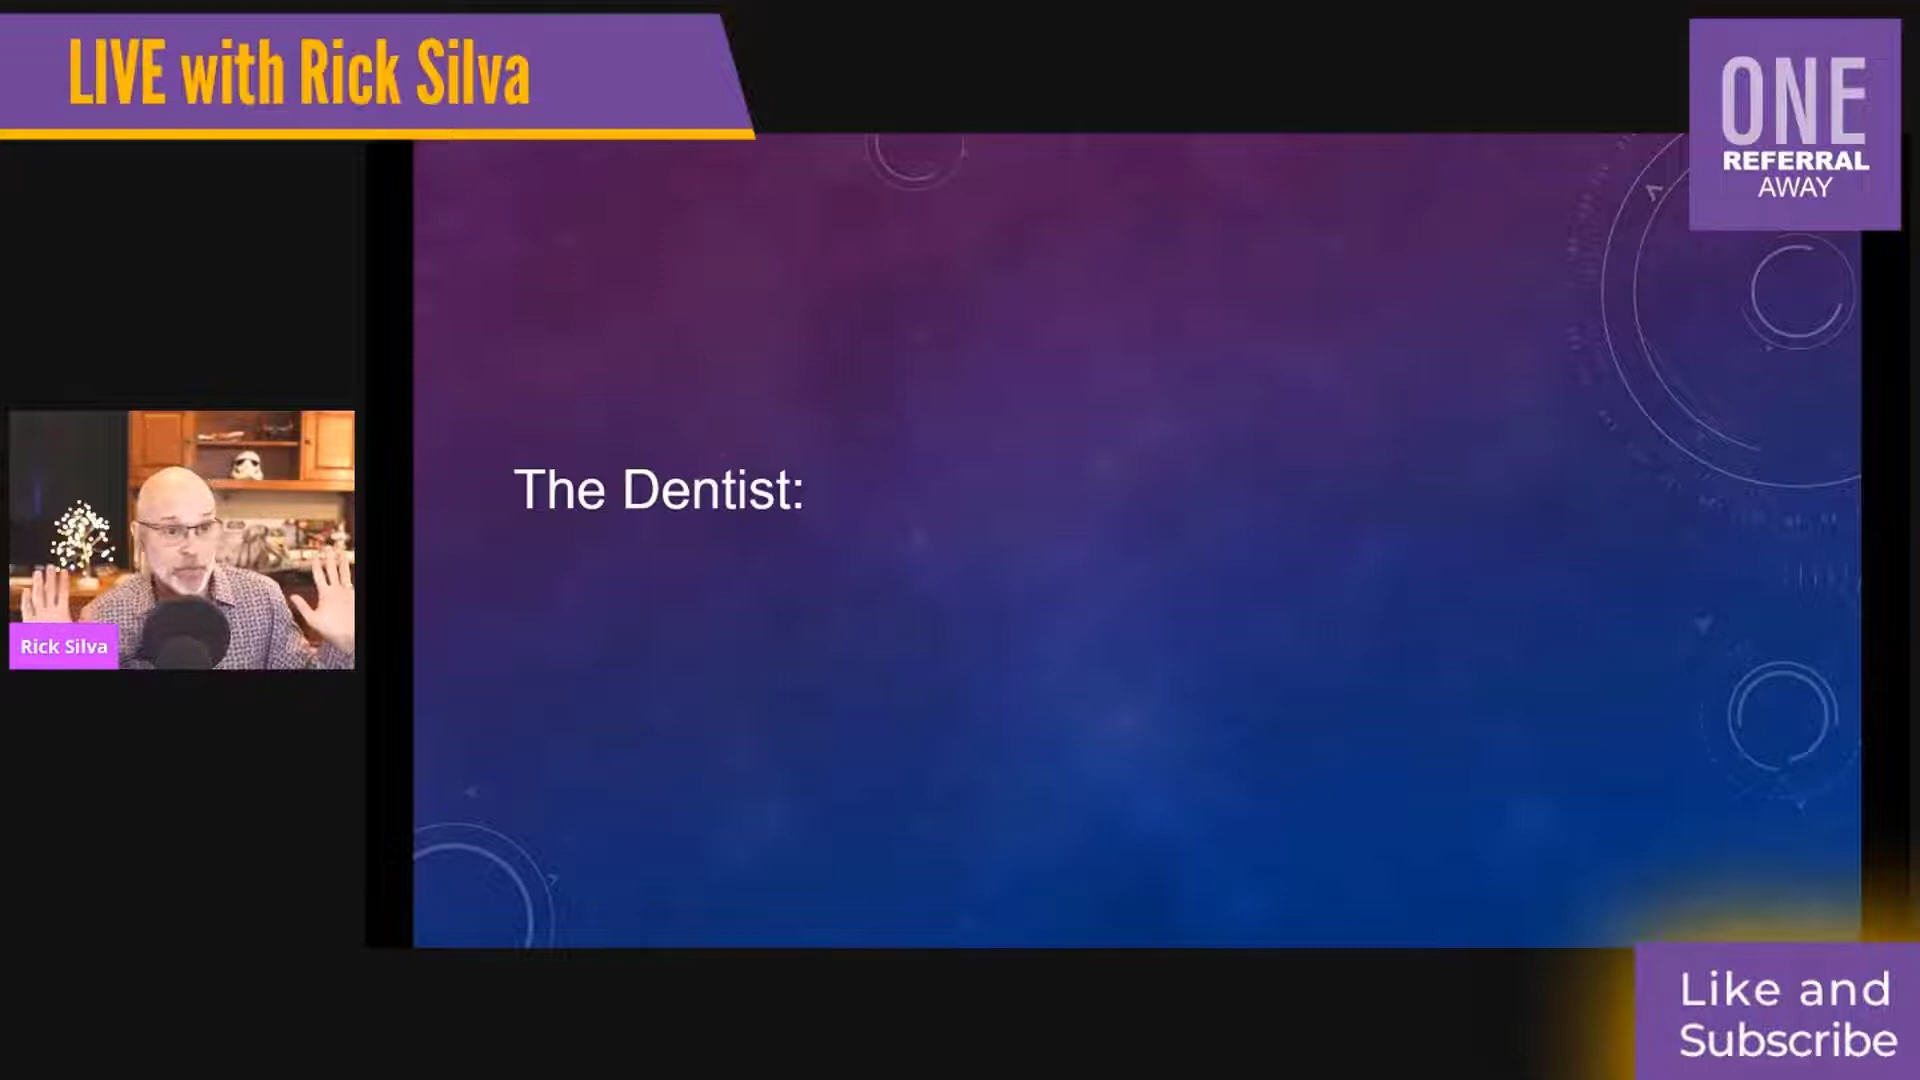 LIVE with Rick Silva
ONE
REFERRAL
AWAY
The Dentist:
Rick Silva
Like and
Subscribe